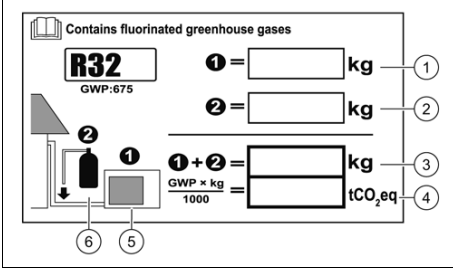 Contains fluorinated greenhouse gases
R32
GWP:675
❶= kg 1
❷= kg 2
❷
❶
❶+❷= kg 3
GWP × kg
1000
= tCO₂eq 4
6 5